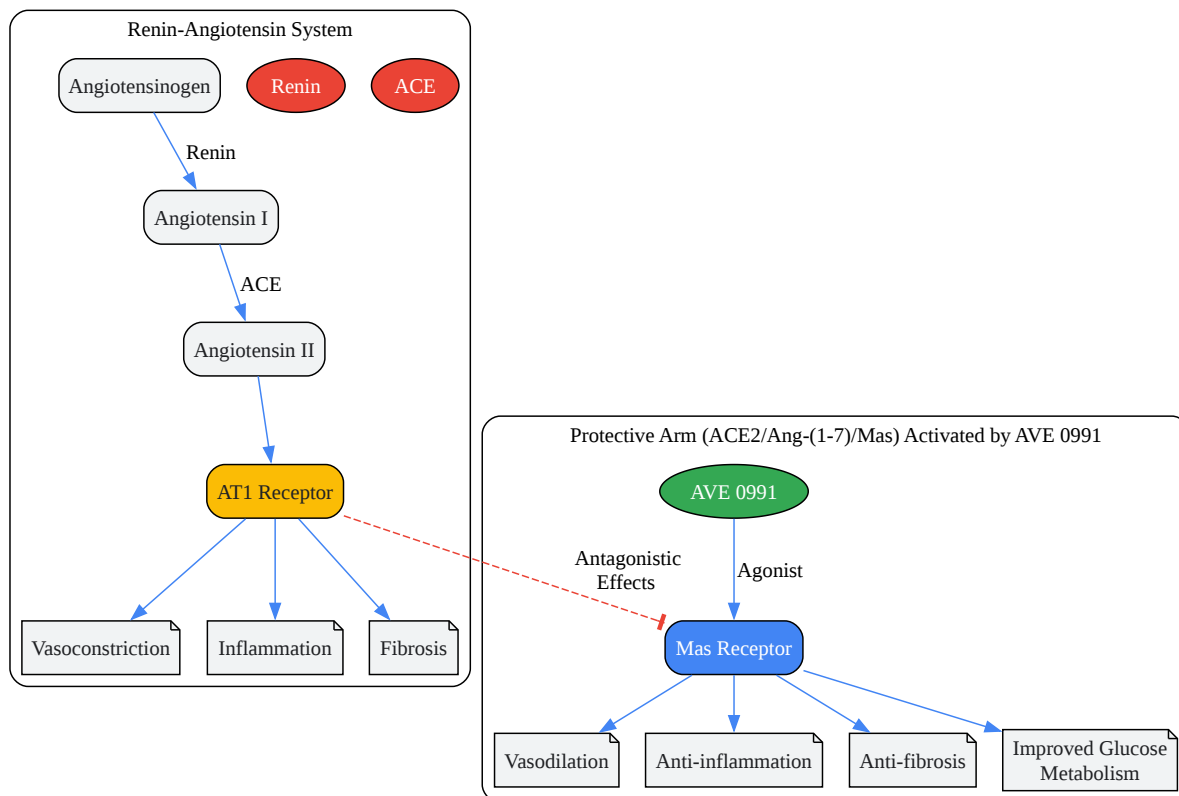 Renin-Angiotensin System
Angiotensinogen
Renin
ACE
Renin
Angiotensin I
ACE
Angiotensin II
AT1 Receptor
Vasoconstriction
Inflammation
Fibrosis
Protective Arm (ACE2/Ang-(1-7)/Mas) Activated by AVE 0991
AVE 0991
Antagonistic
Effects
Agonist
Mas Receptor
Vasodilation
Anti-inflammation
Anti-fibrosis
Improved Glucose
Metabolism